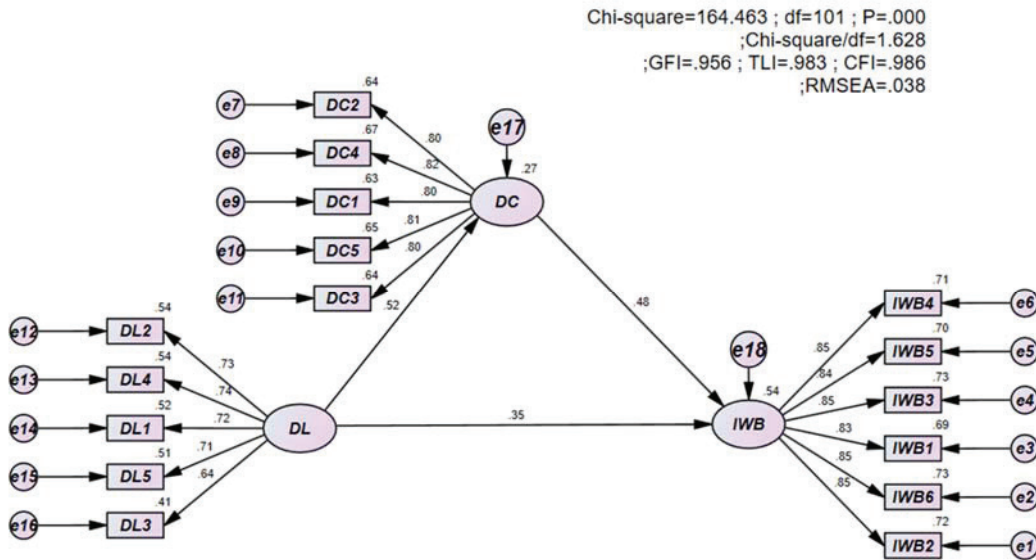 Chi-square=164.463 ; df=101 ; P=.000
;Chi-square/df=1.628
;GFI=.956 ; TLI=.983 ; CFI=.986
;RMSEA=.038
.64
e7 DC2 .80
.67
e8 DC4 .82
.63
e9 DC1 .80
.65
e10 DC5 .81
.64
e11 DC3 .80
e17
.27
DC
.52
.48
.54
e12 DL2 .73
.54
e13 DL4 .74
.52
e14 DL1 .72
.51
e15 DL5 .71
.41
e16 DL3 .64
DL
.35
e18
.54
IWB
.71
.85 IWB4 e6
.70
.84 IWB5 e5
.73
.85 IWB3 e4
.69
.83 IWB1 e3
.73
.85 IWB6 e2
.72
.85 IWB2 e1